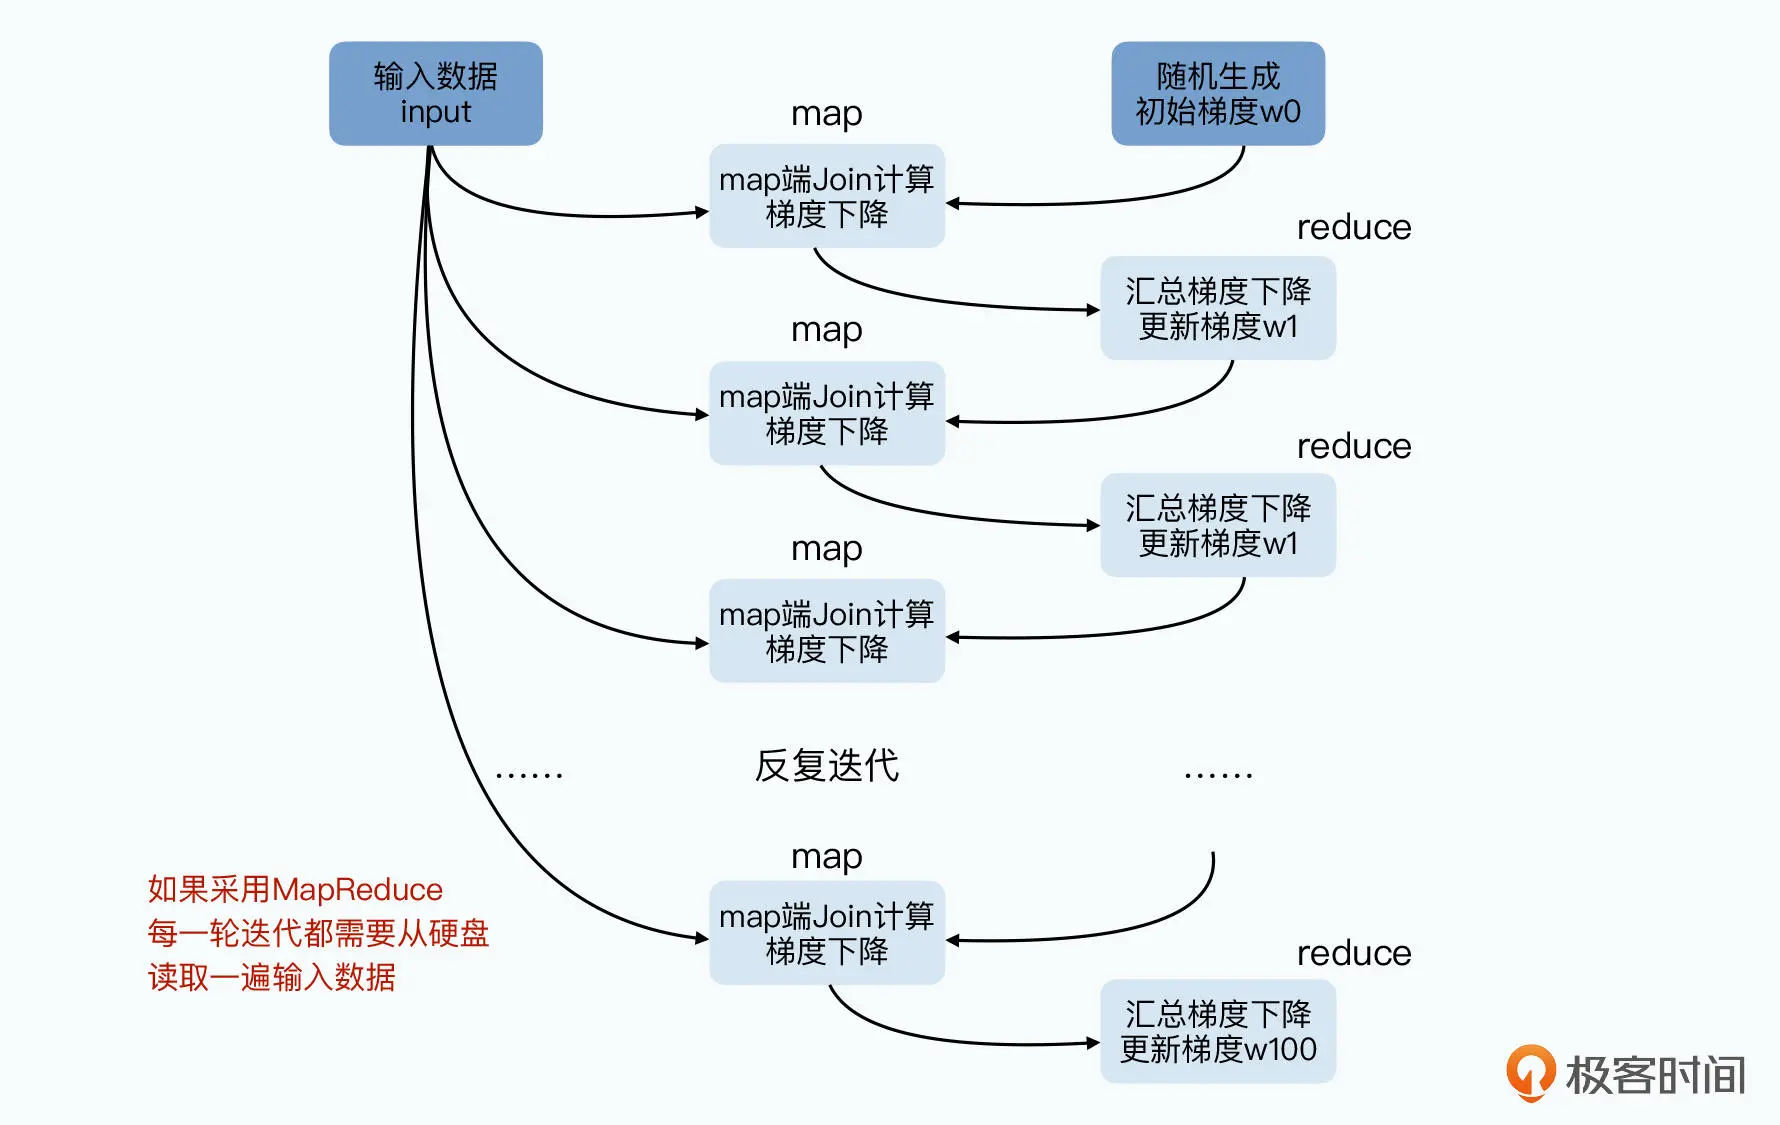 输入数据
input
随机生成
初始梯度w0
map
map端Join计算
梯度下降
reduce
汇总梯度下降
更新梯度w1
map
map端Join计算
梯度下降
reduce
汇总梯度下降
更新梯度w1
map
map端Join计算
梯度下降
……
反复迭代
……
map
map端Join计算
梯度下降
如果采用MapReduce
每一轮迭代都需要从硬盘
读取一遍输入数据
reduce
汇总梯度下降
更新梯度w100
极客时间